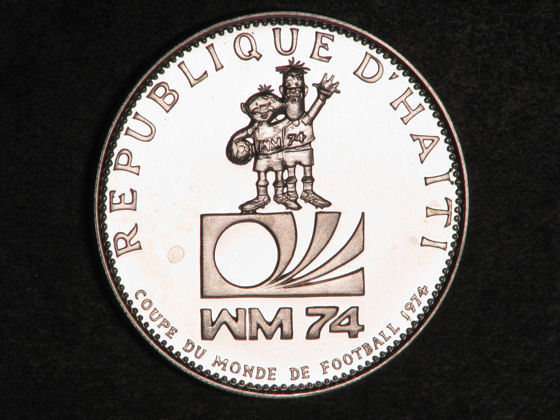 REPUBLIQUE D'HAITI
WM 74
WM 74
COUPE DU MONDE DE FOOTBALL 1974